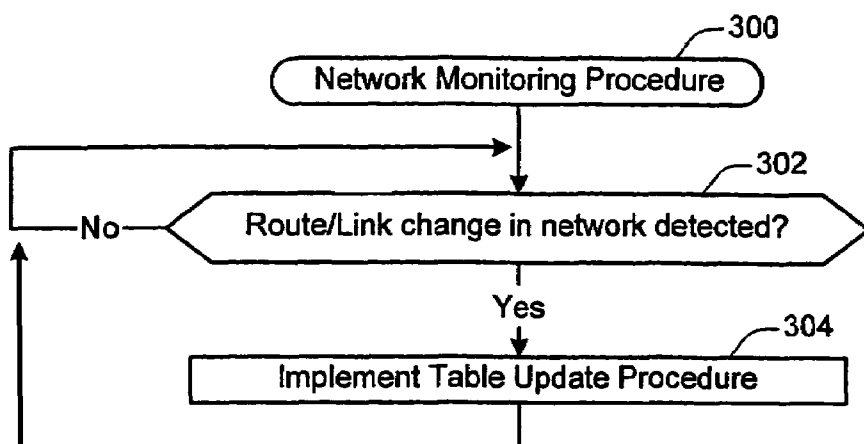 300
Network Monitoring Procedure
302
Route/Link change in network detected?
No
Yes
304
Implement Table Update Procedure